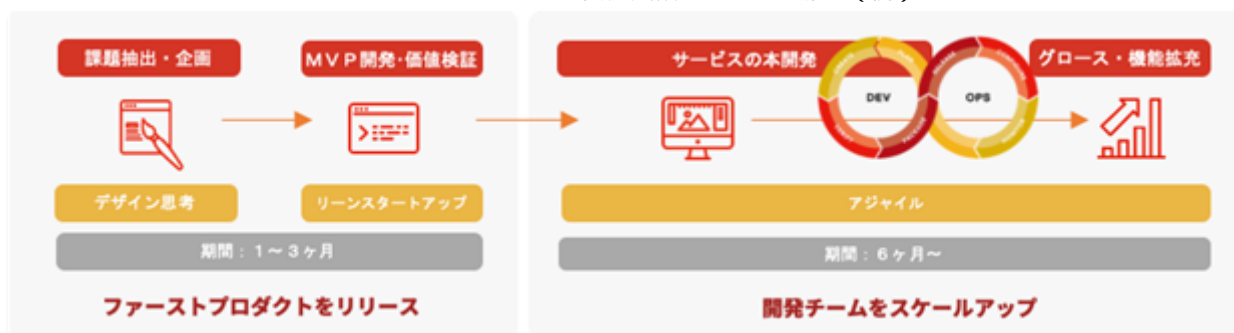 課題抽出・企画
MVP開発・価値検証
サービスの本開発
グロース・機能拡充
DEV
OPS
デザイン思考
リーンスタートアップ
アジャイル
期間：1～3ヶ月
期間：6ヶ月～
ファーストプロダクトをリリース
開発チームをスケールアップ